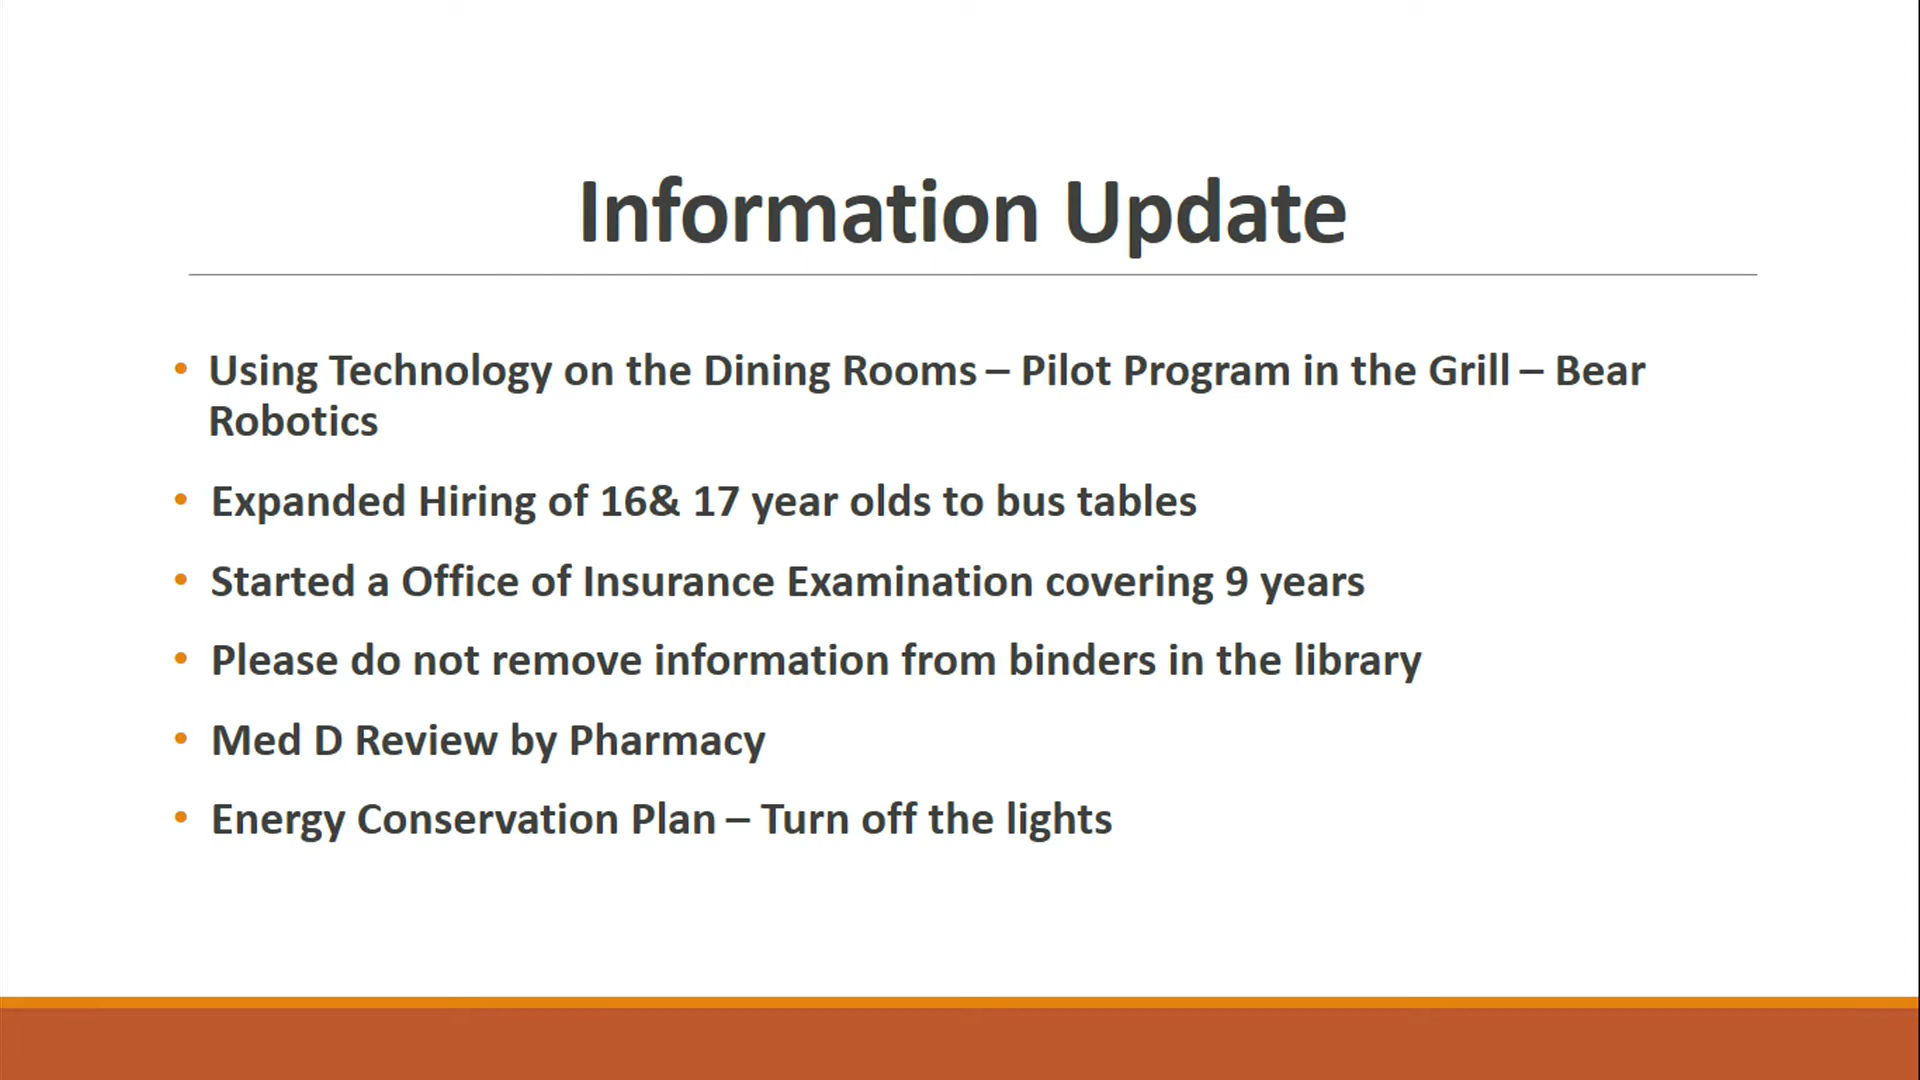 Information Update
• Using Technology on the Dining Rooms – Pilot Program in the Grill – Bear
Robotics
• Expanded Hiring of 16& 17 year olds to bus tables
• Started a Office of Insurance Examination covering 9 years
• Please do not remove information from binders in the library
• Med D Review by Pharmacy
• Energy Conservation Plan – Turn off the lights